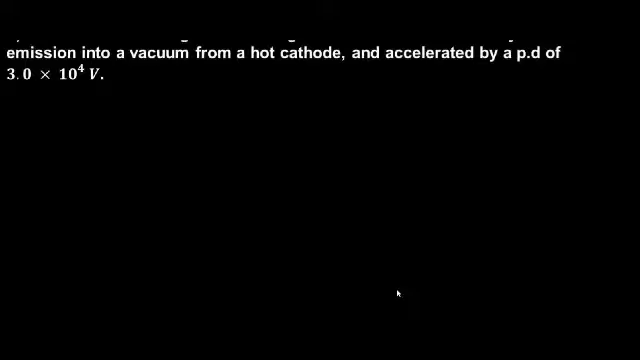 emission into a vacuum from a hot cathode, and accelerated by a p.d of
3.0 × 10⁴ V.